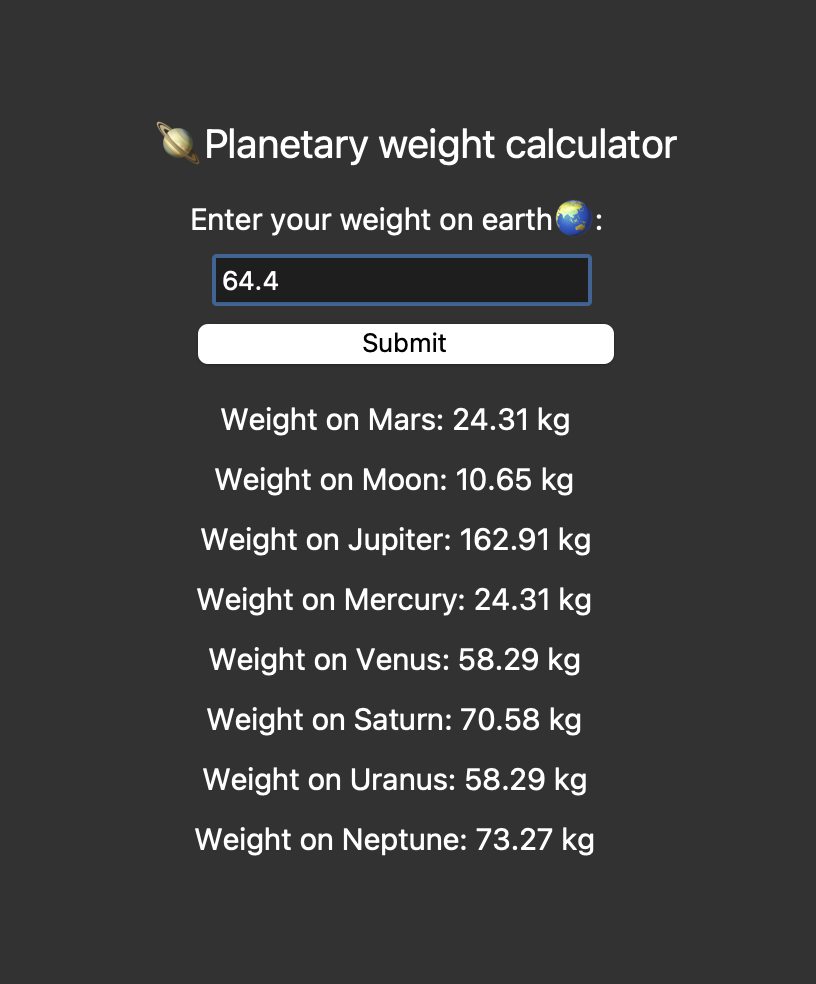 🪐Planetary weight calculator
Enter your weight on earth🌏:
64.4
Submit
Weight on Mars: 24.31 kg
Weight on Moon: 10.65 kg
Weight on Jupiter: 162.91 kg
Weight on Mercury: 24.31 kg
Weight on Venus: 58.29 kg
Weight on Saturn: 70.58 kg
Weight on Uranus: 58.29 kg
Weight on Neptune: 73.27 kg